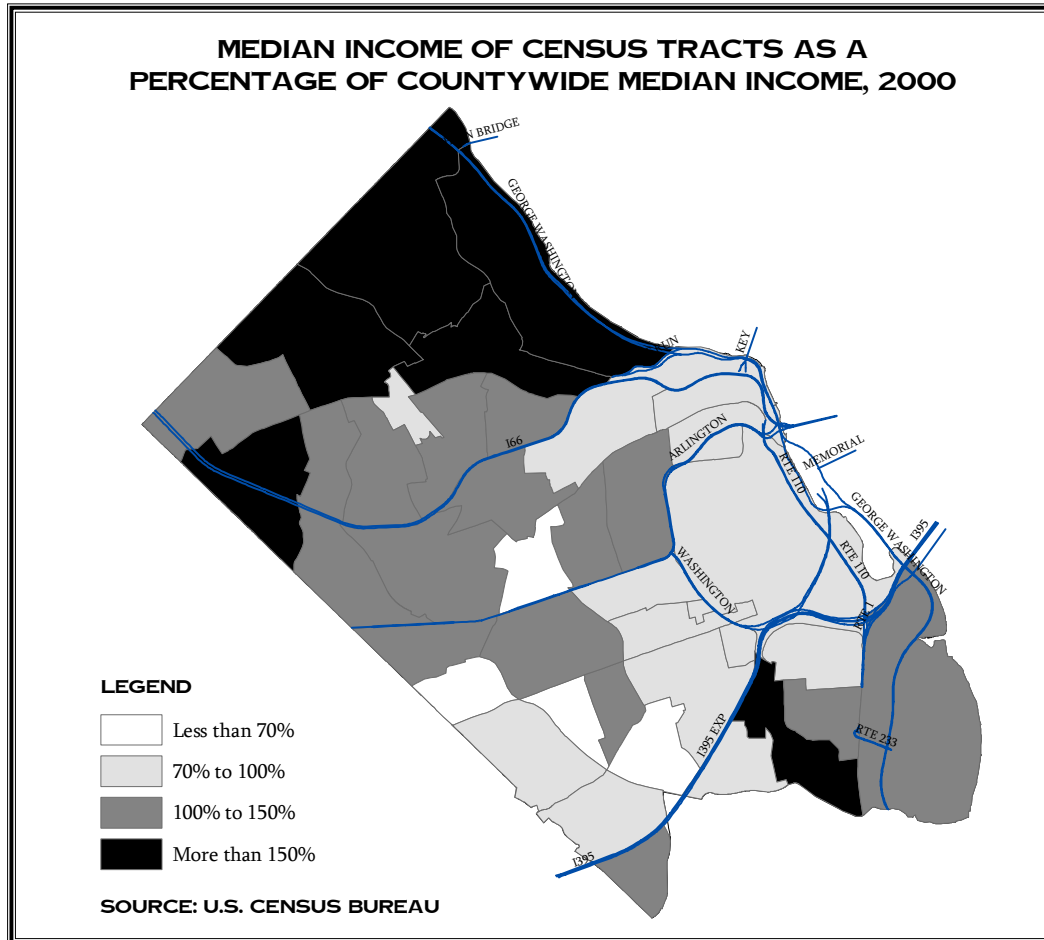 MEDIAN INCOME OF CENSUS TRACTS AS A
PERCENTAGE OF COUNTYWIDE MEDIAN INCOME, 2000
BRIDGE
GEORGE WASHINGTON
KEY
ARLINGTON
I66
MEMORIAL
RTE 110
GEORGE WASHINGTON
I395
RTE 110
WASHINGTON
RTE 1
I395 EXP
RTE 233
I395
LEGEND
Less than 70%
70% to 100%
100% to 150%
More than 150%
SOURCE: U.S. CENSUS BUREAU